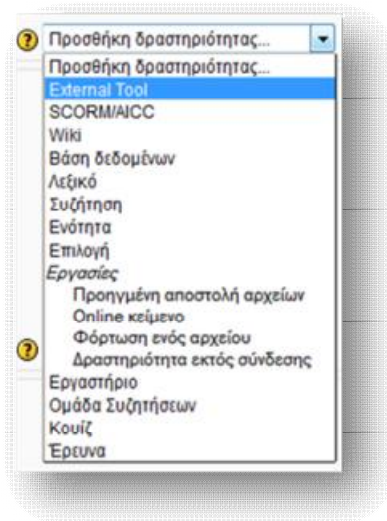 Προσθήκη δραστηριότητας...
Προσθήκη δραστηριότητας...
External Tool
SCORM/AICC
Wiki
Βάση δεδομένων
Λεξικό
Συζήτηση
Ενότητα
Επιλογή
Εργασίες
Προηγμένη αποστολή αρχείων
Online κείμενο
Φόρτωση ενός αρχείου
Δραστηριότητα εκτός σύνδεσης
Εργαστήριο
Ομάδα Συζητήσεων
Κουίζ
Έρευνα